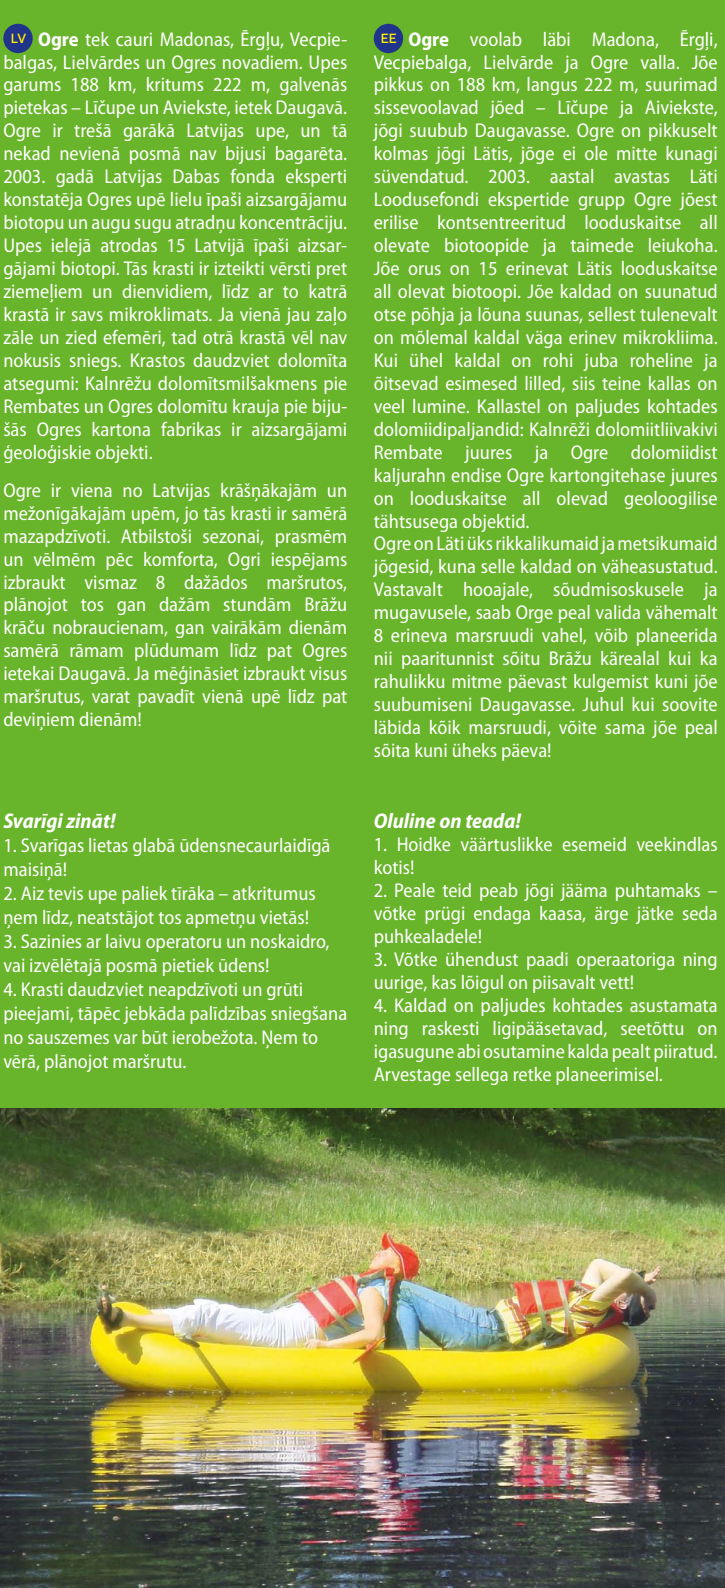 LV Ogre tek cauri Madonas, Ērgļu, Vecpie-
balgas, Lielvārdes un Ogres novadiem. Upes
garums 188 km, kritums 222 m, galvenās
pietekas – Līčupe un Aviekste, ietek Daugavā.
Ogre ir trešā garākā Latvijas upe, un tā
nekad nevienā posmā nav bijusi bagarēta.
2003. gadā Latvijas Dabas fonda eksperti
konstatēja Ogres upē lielu īpaši aizsargājamu
biotopu un augu sugu atradņu koncentrāciju.
Upes ielejā atrodas 15 Latvijā īpaši aizsar-
gājami biotopi. Tās krasti ir izteikti vērsti pret
ziemeļiem un dienvidiem, līdz ar to katrā
krastā ir savs mikroklimats. Ja vienā jau zaļo
zāle un zied efemēri, tad otrā krastā vēl nav
nokusis sniegs. Krastos daudzviet dolomīta
atsegumi: Kalnrēžu dolomītsmilšakmens pie
Rembates un Ogres dolomītu krauja pie biju-
šās Ogres kartona fabrikas ir aizsargājami
ģeoloģiskie objekti.
Ogre ir viena no Latvijas krāšņākajām un
mežonīgākajām upēm, jo tās krasti ir samērā
mazapdzīvoti. Atbilstoši sezonai, prasmēm
un vēlmēm pēc komforta, Ogri iespējams
izbraukt vismaz 8 dažādos maršrutos,
plānojot tos gan dažām stundām Brāžu
krāču nobraucienam, gan vairākām dienām
samērā rāmam plūdumam līdz pat Ogres
ietekai Daugavā. Ja mēģināsiet izbraukt visus
maršrutus, varat pavadīt vienā upē līdz pat
deviņiem dienām!
Svarīgi zināt!
1. Svarīgas lietas glabā ūdensnecaurlaidīgā
maisiņā!
2. Aiz tevis upe paliek tīrāka – atkritumus
ņem līdz, neatstājot tos apmetņu vietās!
3. Sazinies ar laivu operatoru un noskaidro,
vai izvēlētajā posmā pietiek ūdens!
4. Krasti daudzviet neapdzīvoti un grūti
pieejami, tāpēc jebkāda palīdzības sniegšana
no sauszemes var būt ierobežota. Ņem to
vērā, plānojot maršrutu.
EE Ogre voolab läbi Madona, Ērgļi,
Vecpiebalga, Lielvārde ja Ogre valla. Jõe
pikkus on 188 km, langus 222 m, suurimad
sissevoolavad jõed – Līčupe ja Aiviekste,
jõgi suubub Daugavasse. Ogre on pikkuselt
kolmas jõgi Lätis, jõge ei ole mitte kunagi
süvendatud. 2003. aastal avastas Läti
Loodusefondi ekspertide grupp Ogre jõest
erilise kontsentreeritud looduskaitse all
olevate biotoopide ja taimede leiukoha.
Jõe orus on 15 erinevat Lätis looduskaitse
all olevat biotoopi. Jõe kaldad on suunatud
otse põhja ja lõuna suunas, sellest tulenevalt
on mõlemal kaldal väga erinev mikrokliima.
Kui ühel kaldal on rohi juba roheline ja
õitsevad esimesed lilled, siis teine kallas on
veel lumine. Kallastel on paljudes kohtades
dolomiidipaljandid: Kalnrēži dolomiitliivakivi
Rembate juures ja Ogre dolomiidist
kaljurahn endise Ogre kartongitehase juures
on looduskaitse all olevad geoloogilise
tähtsusega objektid.
Ogre on Läti üks rikkalikumaid ja metsikumaid
jõgesid, kuna selle kaldad on väheasustatud.
Vastavalt hooajale, sõudmisoskusele ja
mugavusele, saab Orge peal valida vähemalt
8 erineva marsruudi vahel, võib planeerida
nii paaritunnist sõitu Brāžu kärealal kui ka
rahulikku mitme päevast kulgemist kuni jõe
suubumiseni Daugavasse. Juhul kui soovite
läbida kõik marsruudi, võite sama jõe peal
sõita kuni üheks päeva!
Oluline on teada!
1. Hoidke väärtuslikke esemeid veekindlas
kotis!
2. Peale teid peab jõgi jääma puhtamaks –
võtke prügi endaga kaasa, ärge jätke seda
puhkealadele!
3. Võtke ühendust paadi operaatoriga ning
uurige, kas lõigul on piisavalt vett!
4. Kaldad on paljudes kohtades asustamata
ning raskesti ligipääsetavad, seetõttu on
igasugune abi osutamine kalda pealt piiratud.
Arvestage sellega retke planeerimisel.